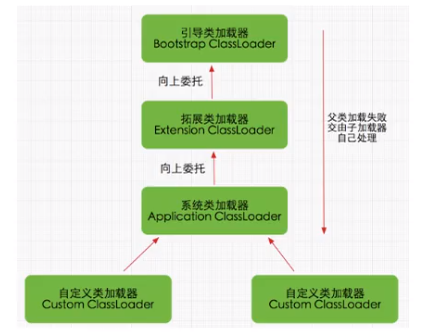 引导类加载器
Bootstrap ClassLoader
向上委托
拓展类加载器
Extension ClassLoader
父类加载失败
交由子加载器
自己处理
向上委托
系统类加载器
Application ClassLoader
自定义类加载器
Custom ClassLoader
自定义类加载器
Custom ClassLoader